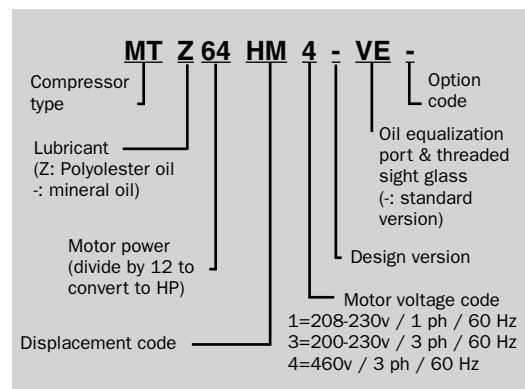 MT Z 64 HM 4 - VE -
Compressor
type
Option
code
Lubricant
(Z: Polyolester oil
-: mineral oil)
Oil equalization
port & threaded
sight glass
(-: standard
version)
Motor power
(divide by 12 to
convert to HP)
Design version
Motor voltage code
1=208-230v / 1 ph / 60 Hz
3=200-230v / 3 ph / 60 Hz
4=460v / 3 ph / 60 Hz
Displacement code